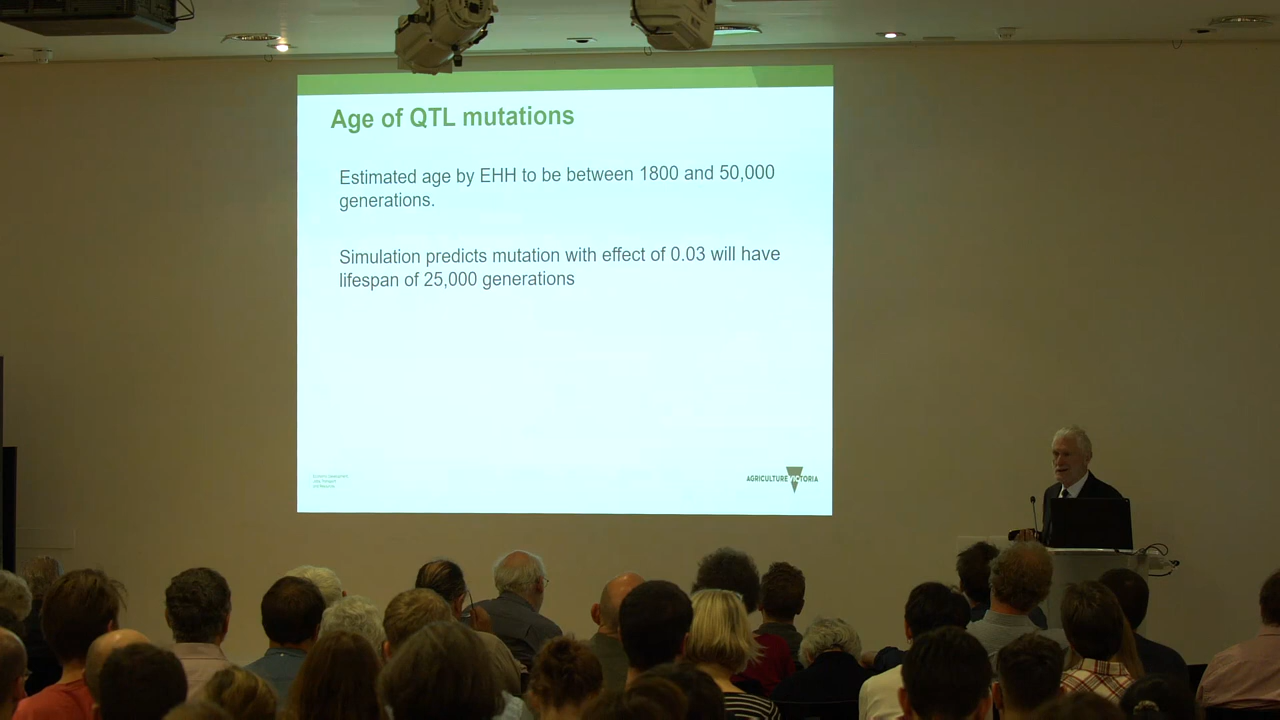 Age of QTL mutations
Estimated age by EHH to be between 1800 and 50,000
generations.
Simulation predicts mutation with effect of 0.03 will have
lifespan of 25,000 generations
AGRICULTURE VICTORIA